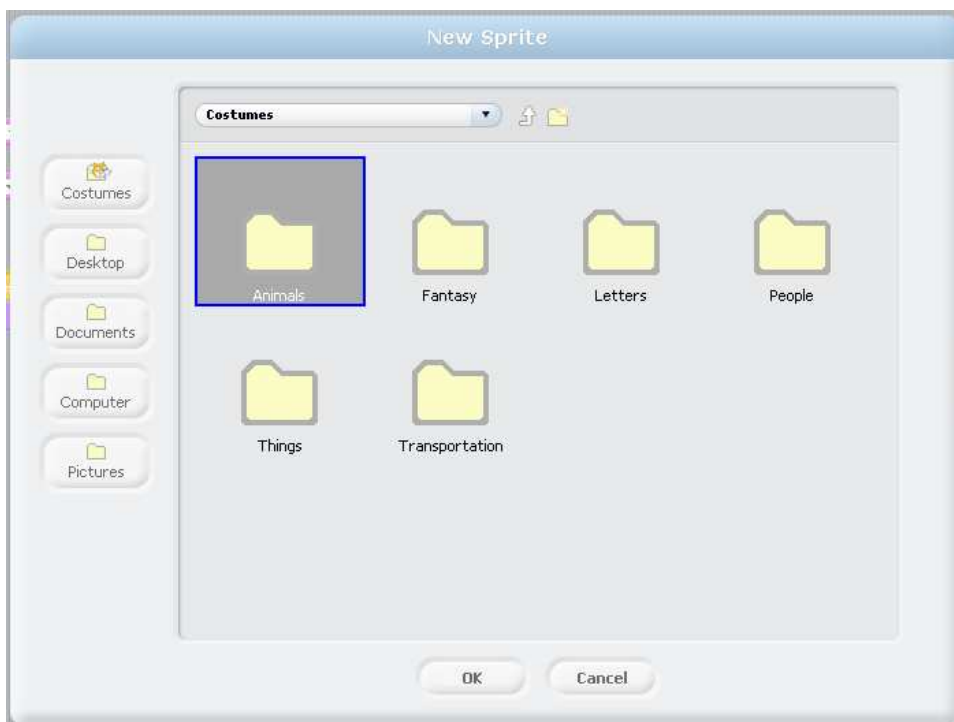 New Sprite
Costumes
Costumes
Desktop
Documents
Computer
Pictures
Animals
Fantasy
Letters
People
Things
Transportation
OK
Cancel